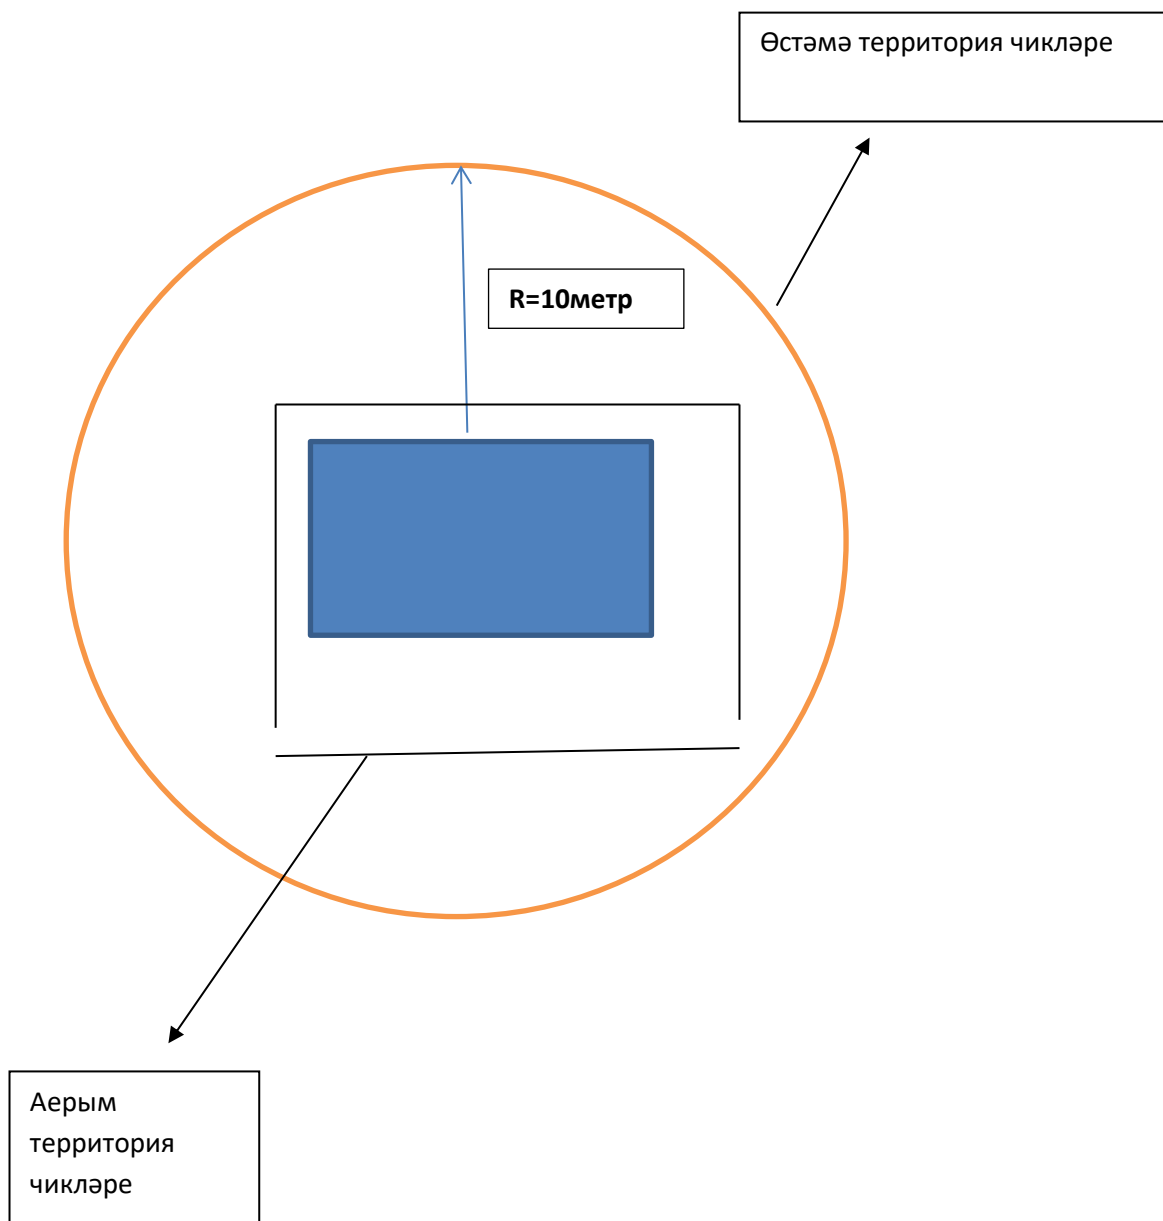 Өстәмә территория чикләре
R=10метр
Аерым
территория
чикләре